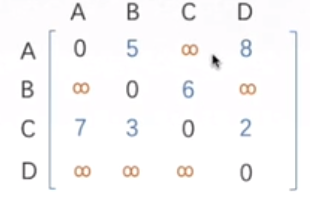 A B C D
A 0 5 ∞ 8
B ∞ 0 6 ∞
C 7 3 0 2
D ∞ ∞ ∞ 0